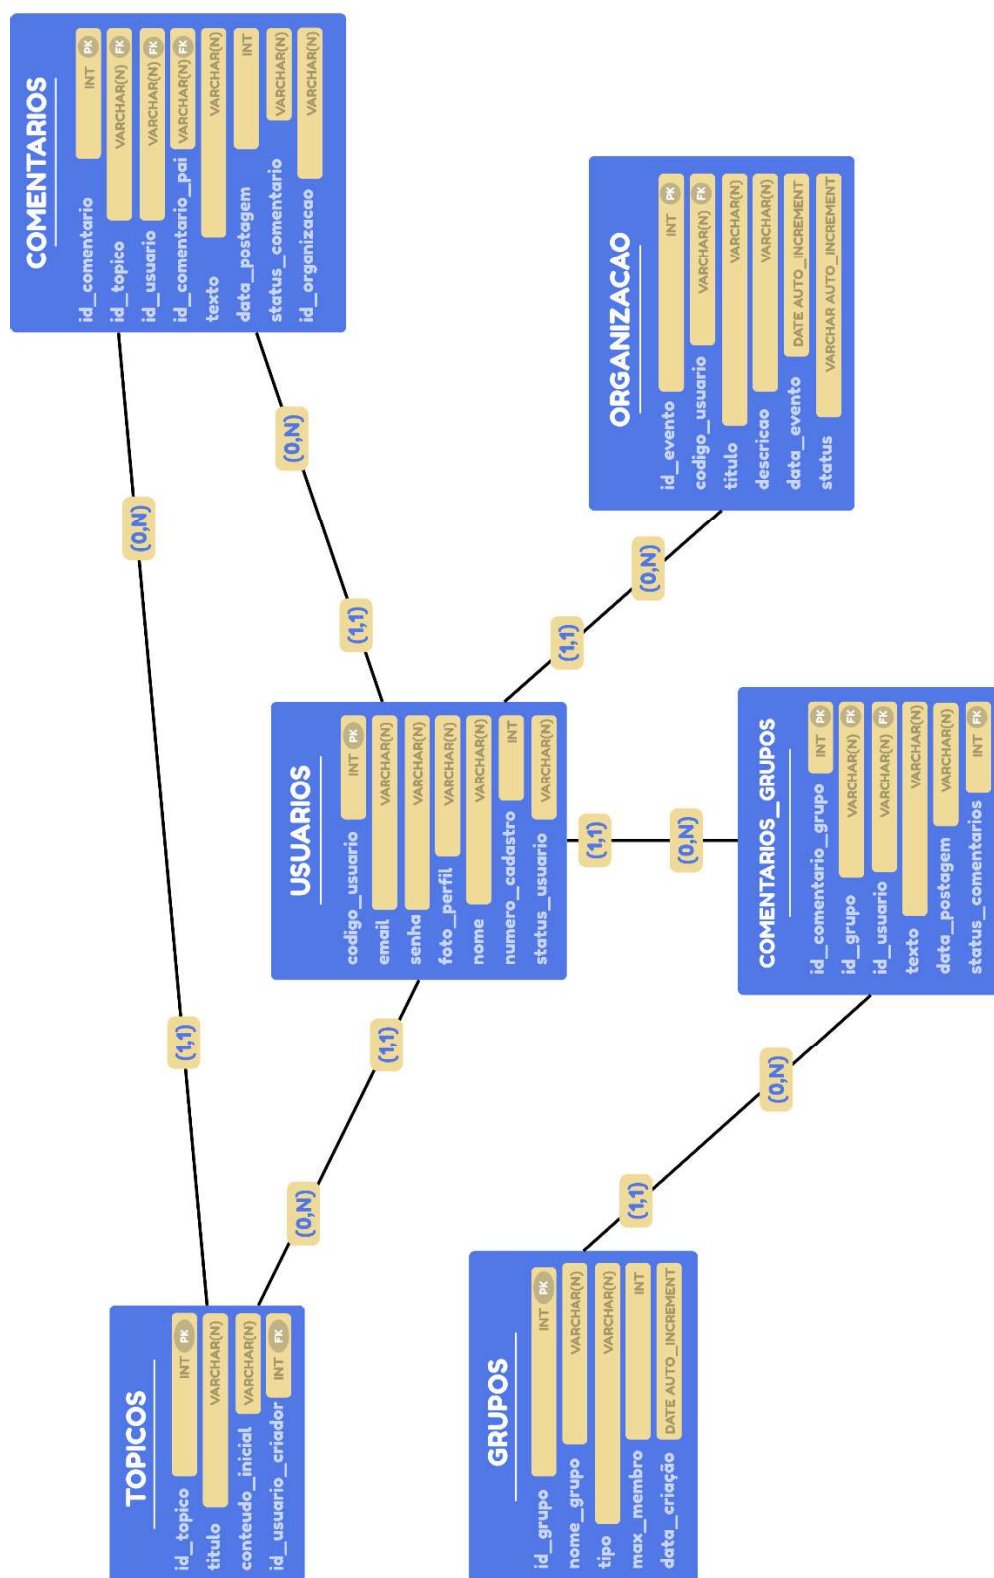 TOPICOS
id_topico INT PK
titulo VARCHAR(N)
conteudo_inicial VARCHAR(N)
id_usuario_criador INT FK
(1,1)
(0,N)
(0,N)
(1,1)
COMENTARIOS
id_comentario INT PK
id_topico VARCHAR(N) FK
id_usuario VARCHAR(N) FK
id_comentario_pai VARCHAR(N) FK
texto VARCHAR(N)
data_postagem INT
status_comentario VARCHAR(N)
id_organizacao VARCHAR(N)
(1,1)
(0,N)
USUARIOS
codigo_usuario INT PK
email VARCHAR(N)
senha VARCHAR(N)
foto_perfil VARCHAR(N)
nome VARCHAR(N)
numero_cadastro INT
status_usuario VARCHAR(N)
(1,1)
(0,N)
ORGANIZACAO
id_evento INT PK
codigo_usuario VARCHAR(N) FK
titulo VARCHAR(N)
descricao VARCHAR(N)
data_evento DATE AUTO_INCREMENT
status VARCHAR AUTO_INCREMENT
(1,1)
(0,N)
GRUPOS
id_grupo INT PK
nome_grupo VARCHAR(N)
tipo VARCHAR(N)
max_membro INT
data_criação DATE AUTO_INCREMENT
(1,1)
(0,N)
COMENTARIOS_GRUPOS
id_comentario_grupo INT PK
id_grupo VARCHAR(N) FK
id_usuario VARCHAR(N) FK
texto VARCHAR(N)
data_postagem VARCHAR(N)
status_comentarios INT FK